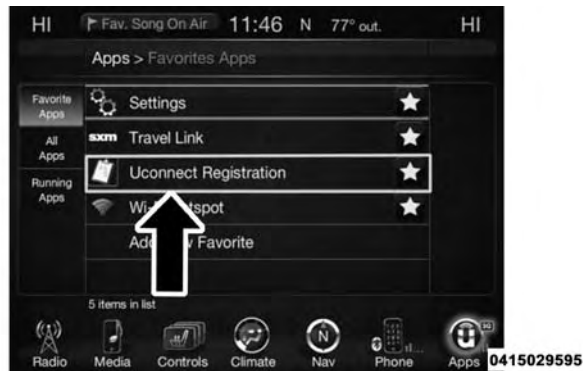 HI Fav. Song On Air 11:46 N 77° out. HI
Apps > Favorites Apps
Favorite Apps
Settings
All Apps
sxm Travel Link
Uconnect Registration
Running Apps
Add Favorite
5 items in list
N
3G
Radio Media Controls Climate Nav Phone Apps
0415029595